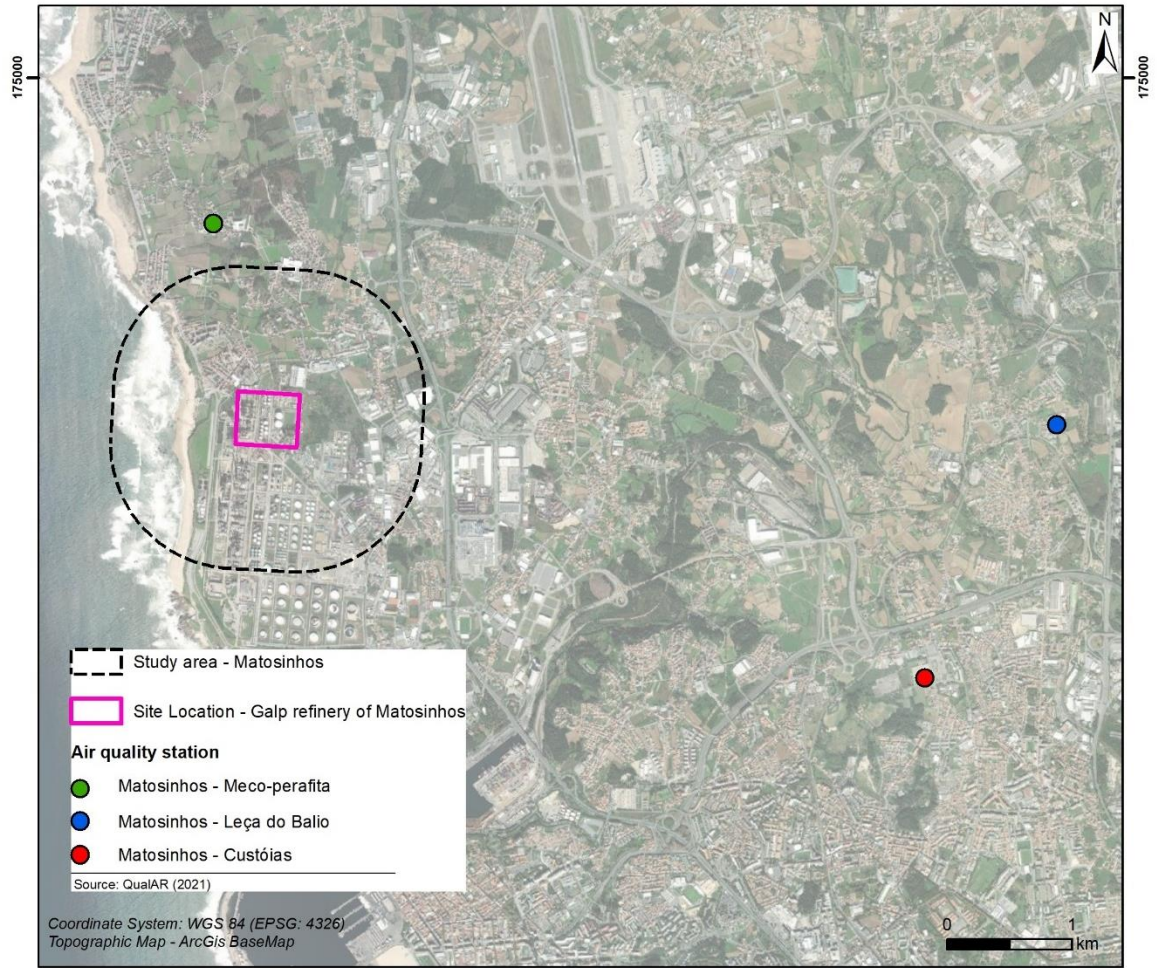 N
175000
175000
Study area - Matosinhos
Site Location - Galp refinery of Matosinhos
Air quality station
Matosinhos - Meco-perafita
Matosinhos - Leça do Balio
Matosinhos - Custóias
Source: QualAR (2021)
Coordinate System: WGS 84 (EPSG: 4326)
Topographic Map - ArcGis BaseMap
0 1
km